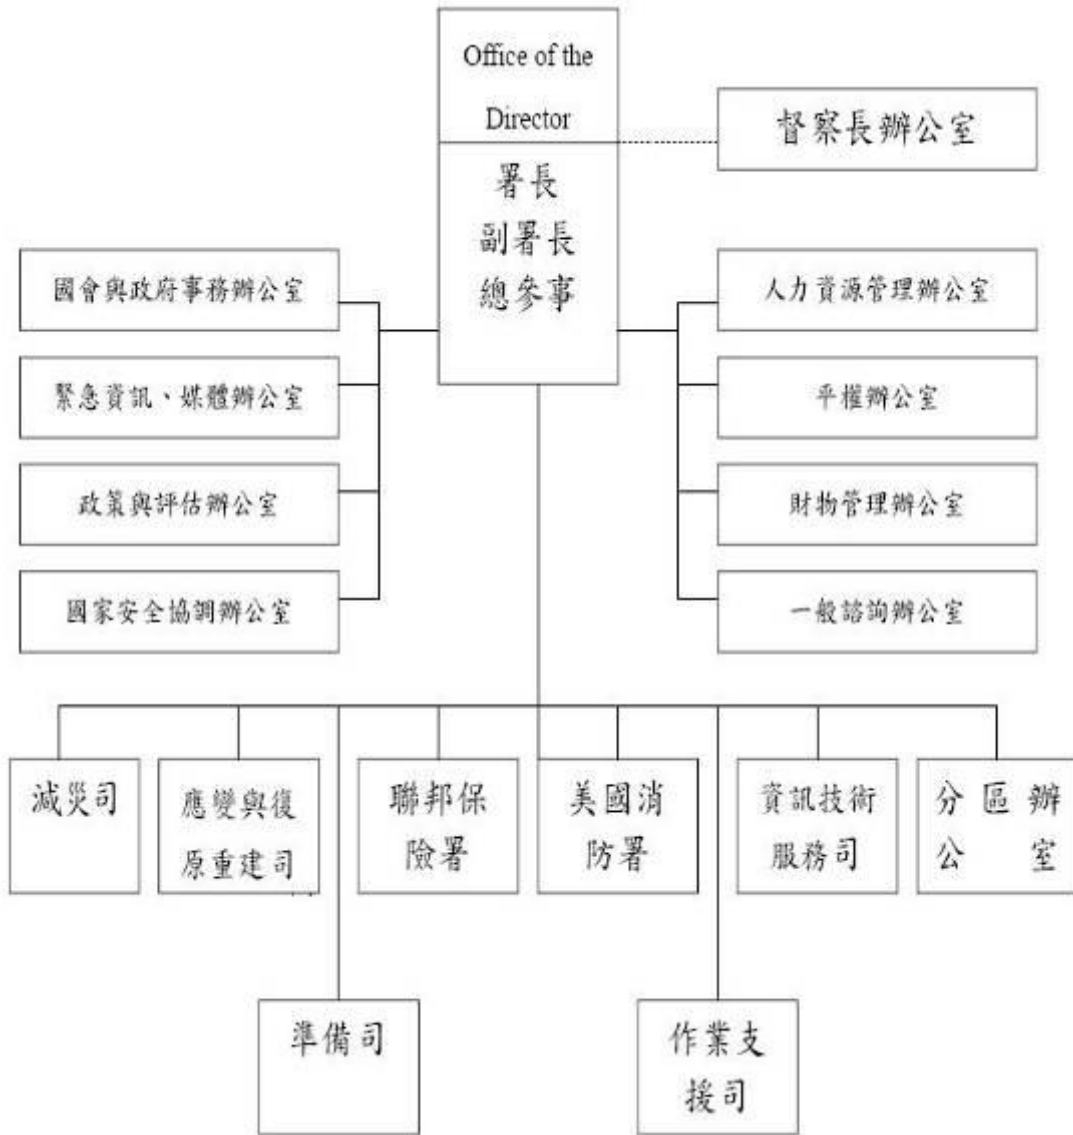 Office of the
Director
署長
副署長
總參事
督察長辦公室
國會與政府事務辦公室
緊急資訊、媒體辦公室
政策與評估辦公室
國家安全協調辦公室
人力資源管理辦公室
平權辦公室
財物管理辦公室
一般諮詢辦公室
減災司
應變與復
原重建司
聯邦保
險署
美國消
防署
資訊技術
服務司
分區辦
公室
準備司
作業支
援司